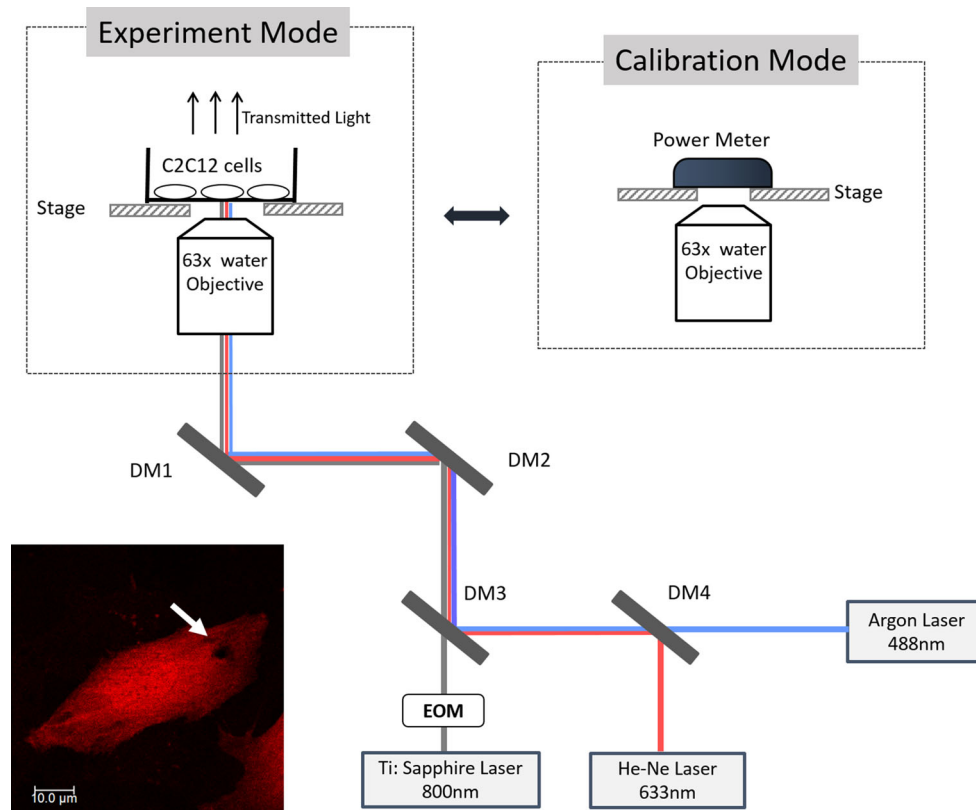 Experiment Mode
Transmitted Light
C2C12 cells
Stage
63x water
Objective
Calibration Mode
Power Meter
Stage
63x water
Objective
DM1
DM2
DM3
DM4
Argon Laser
488nm
EOM
Ti: Sapphire Laser
800nm
He-Ne Laser
633nm
10.0 µm